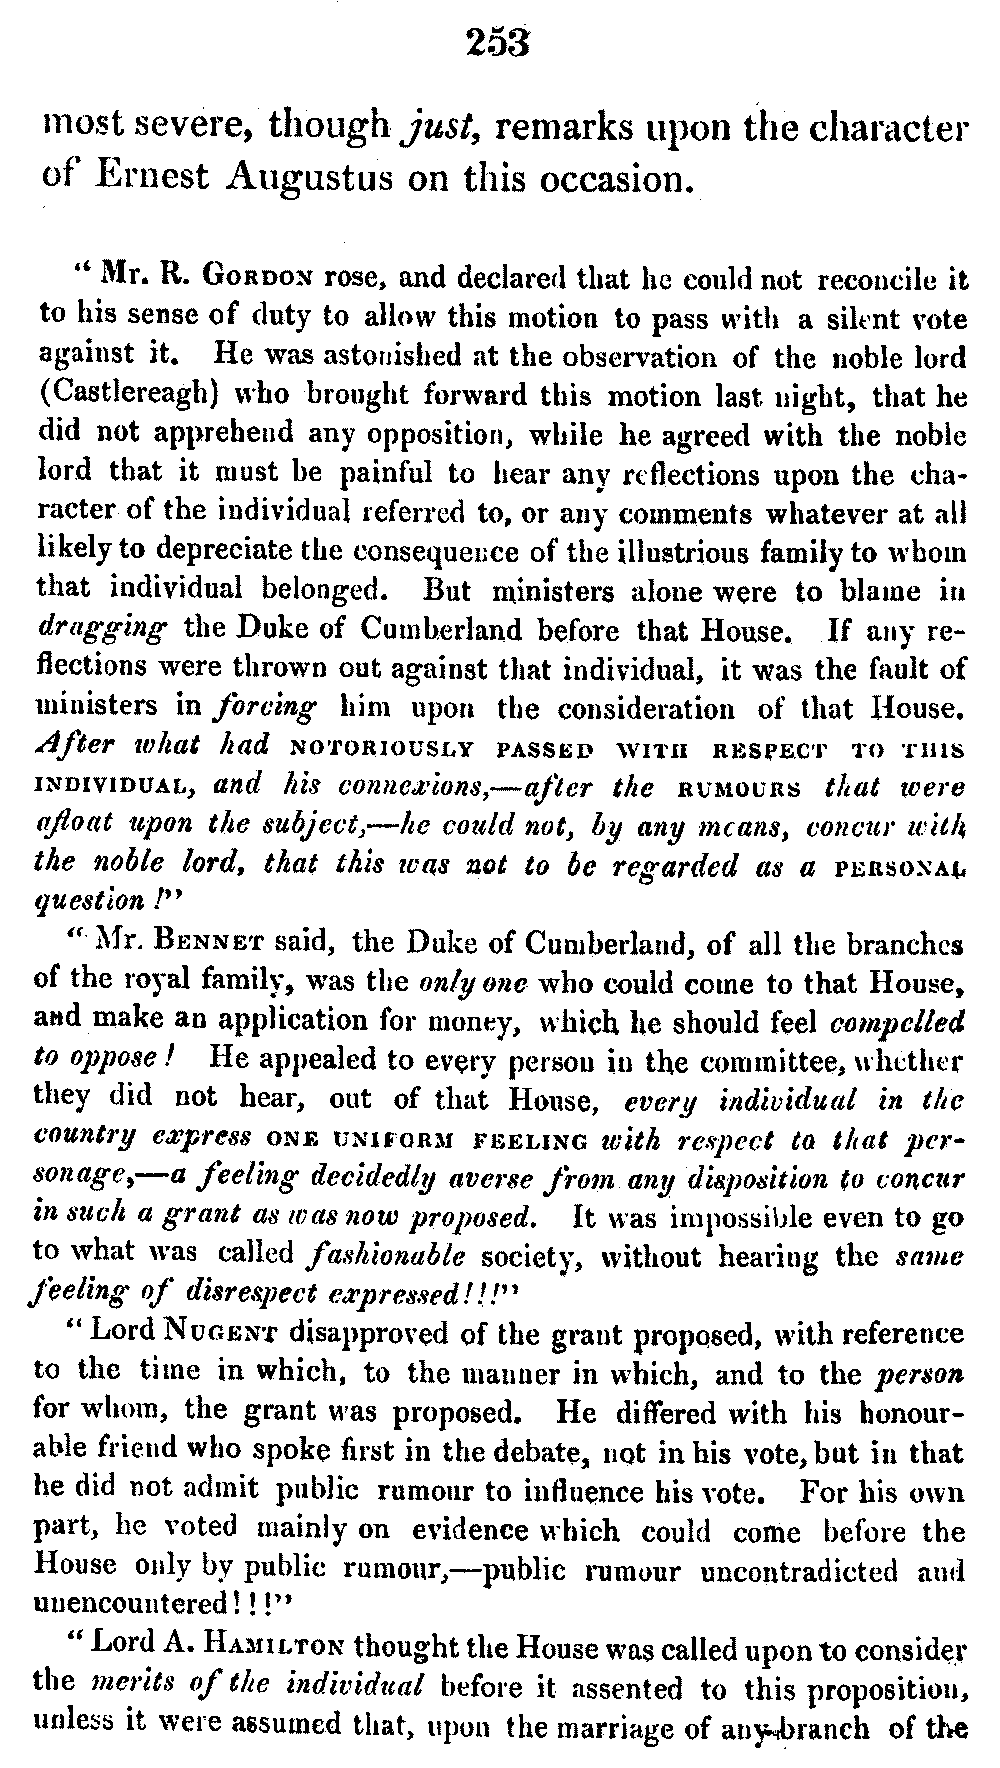 253
most severe, though just, remarks upon the character
of Ernest Augustus on this occasion.
“ Mr. R. GORDON rose, and declared that he could not reconcile it
to his sense of duty to allow this motion to pass with a silent vote
against it. He was astonished at the observation of the noble lord
(Castlereagh) who brought forward this motion last night, that he
did not apprehend any opposition, while he agreed with the noble
lord that it must be painful to hear any reflections upon the cha-
racter of the individual referred to, or any comments whatever at all
likely to depreciate the consequence of the illustrious family to whom
that individual belonged. But ministers alone were to blame in
dragging the Duke of Cumberland before that House. If any re-
flections were thrown out against that individual, it was the fault of
ministers in forcing him upon the consideration of that House.
After what had NOTORIOUSLY PASSED WITH RESPECT TO THIS
INDIVIDUAL, and his connexions,—after the RUMOURS that were
afloat upon the subject,—he could not, by any means, concur with
the noble lord, that this was not to be regarded as a PERSONAL
question !”
“ Mr. BENNET said, the Duke of Cumberland, of all the branches
of the royal family, was the only one who could come to that House,
and make an application for money, which he should feel compelled
to oppose ! He appealed to every person in the committee, whether
they did not hear, out of that House, every individual in the
country express ONE UNIFORM FEELING with respect to that per-
sonage,—a feeling decidedly averse from any disposition to concur
in such a grant as was now proposed. It was impossible even to go
to what was called fashionable society, without hearing the same
feeling of disrespect expressed!!!”
“ Lord NUGENT disapproved of the grant proposed, with reference
to the time in which, to the manner in which, and to the person
for whom, the grant was proposed. He differed with his honour-
able friend who spoke first in the debate, not in his vote, but in that
he did not admit public rumour to influence his vote. For his own
part, he voted mainly on evidence which could come before the
House only by public rumour,—public rumour uncontradicted and
unencountered! ! !”
“ Lord A. HAMILTON thought the House was called upon to consider
the merits of the individual before it assented to this proposition,
unless it were assumed that, upon the marriage of any branch of the